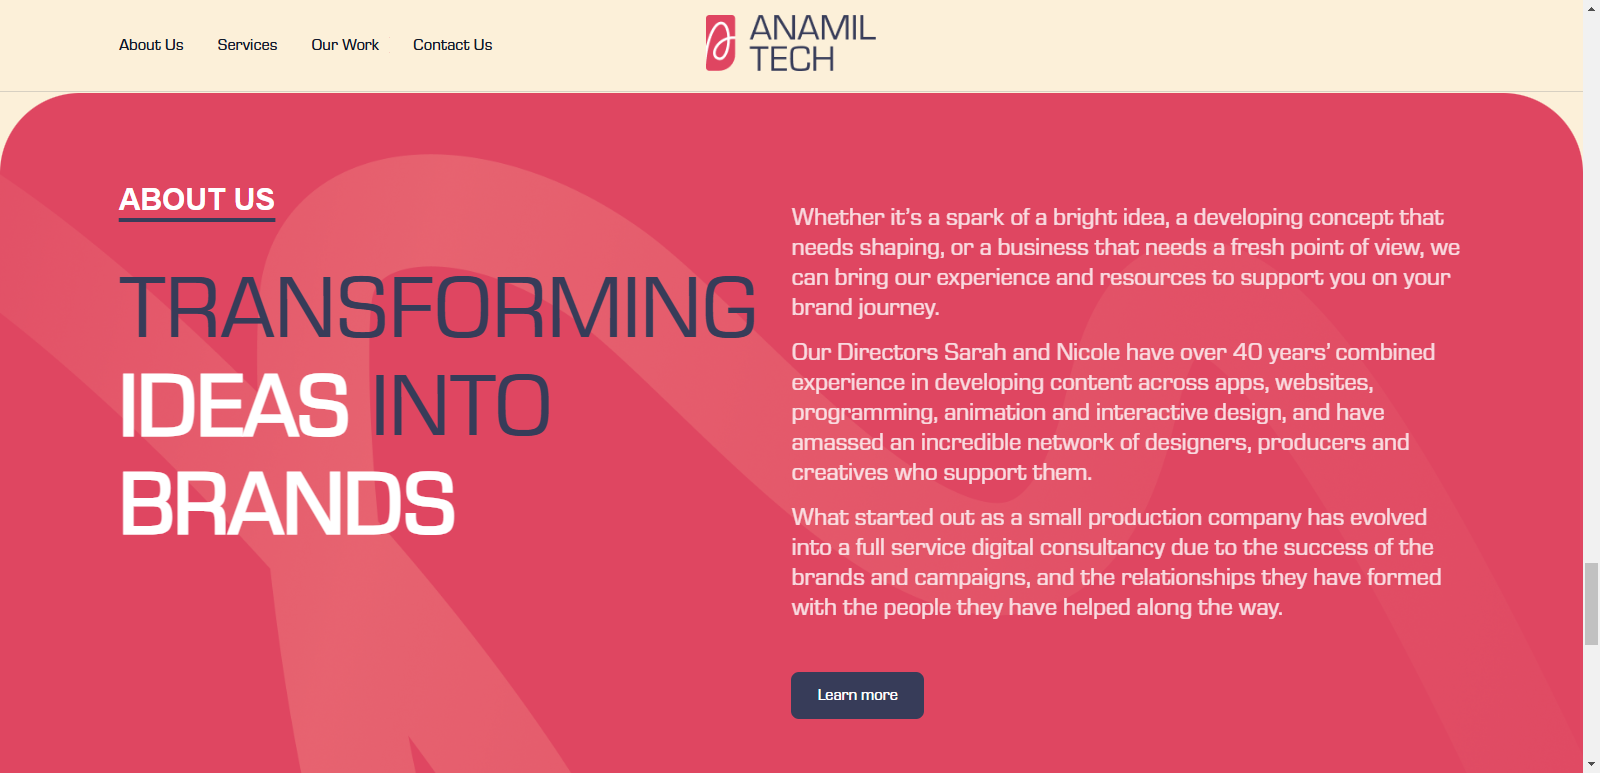 About Us
Services
Our Work
Contact Us
ANAMIL
TECH
ABOUT US
TRANSFORMING
IDEAS INTO
BRANDS
Whether it’s a spark of a bright idea, a developing concept that
needs shaping, or a business that needs a fresh point of view, we
can bring our experience and resources to support you on your
brand journey.
Our Directors Sarah and Nicole have over 40 years’ combined
experience in developing content across apps, websites,
programming, animation and interactive design, and have
amassed an incredible network of designers, producers and
creatives who support them.
What started out as a small production company has evolved
into a full service digital consultancy due to the success of the
brands and campaigns, and the relationships they have formed
with the people they have helped along the way.
Learn more